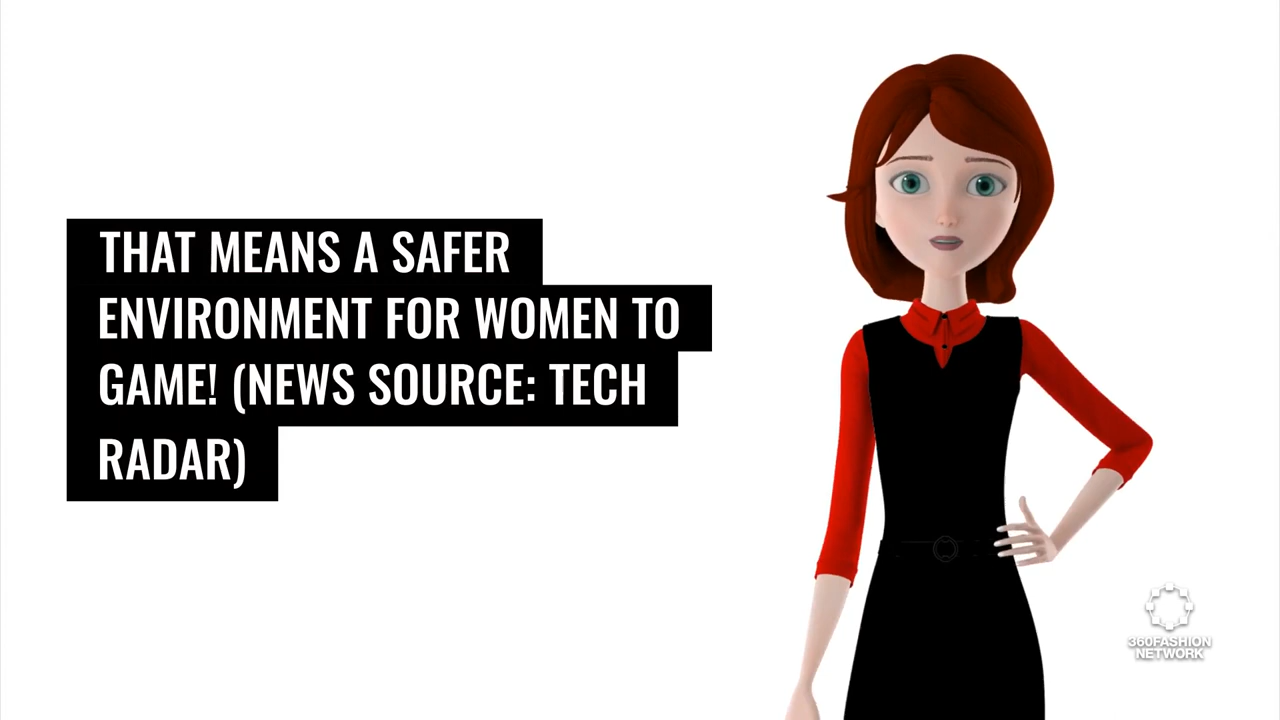 THAT MEANS A SAFER
ENVIRONMENT FOR WOMEN TO
GAME! (NEWS SOURCE: TECH
RADAR)
360FASHION
NETWORK